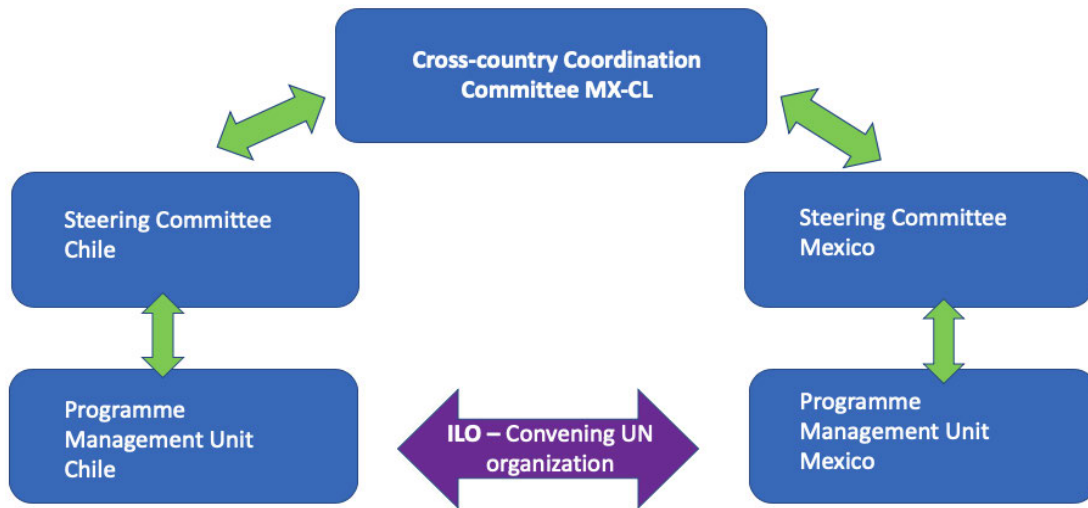 Cross-country Coordination
Committee MX-CL
Steering Committee
Chile
Steering Committee
Mexico
Programme
Management Unit
Chile
ILO – Convening UN
organization
Programme
Management Unit
Mexico